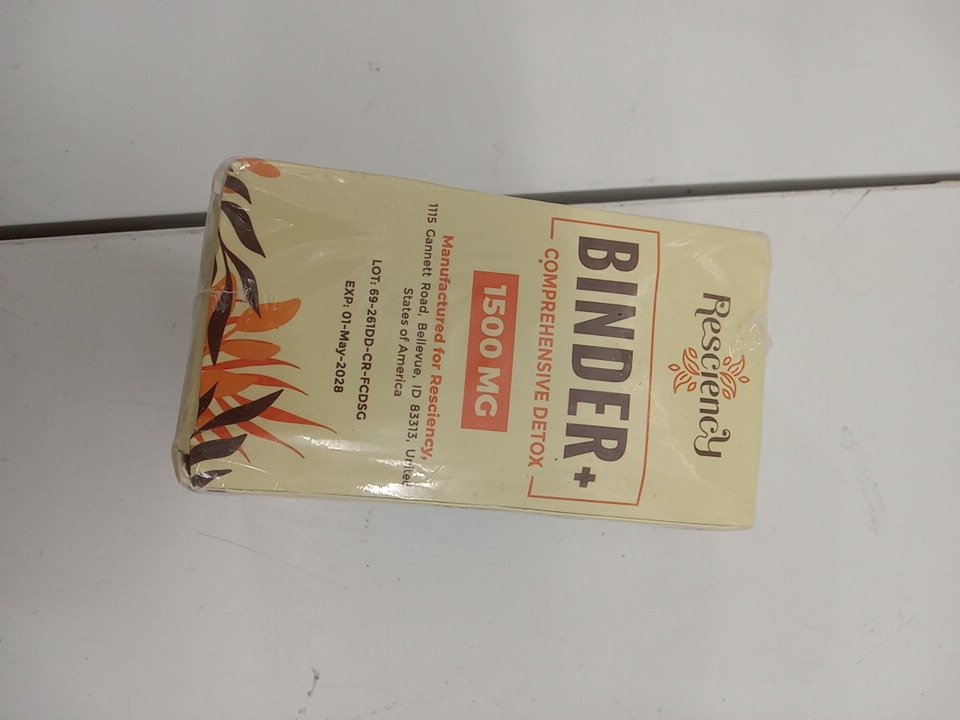 Resciency
BINDER+
COMPREHENSIVE DETOX
1500 MG
Manufactured for Resciency,
1115 Gannett Road, Bellevue, ID 83313, United
States of America
LOT: 69-261DD-CR-FCDSG
EXP: 01-May-2028